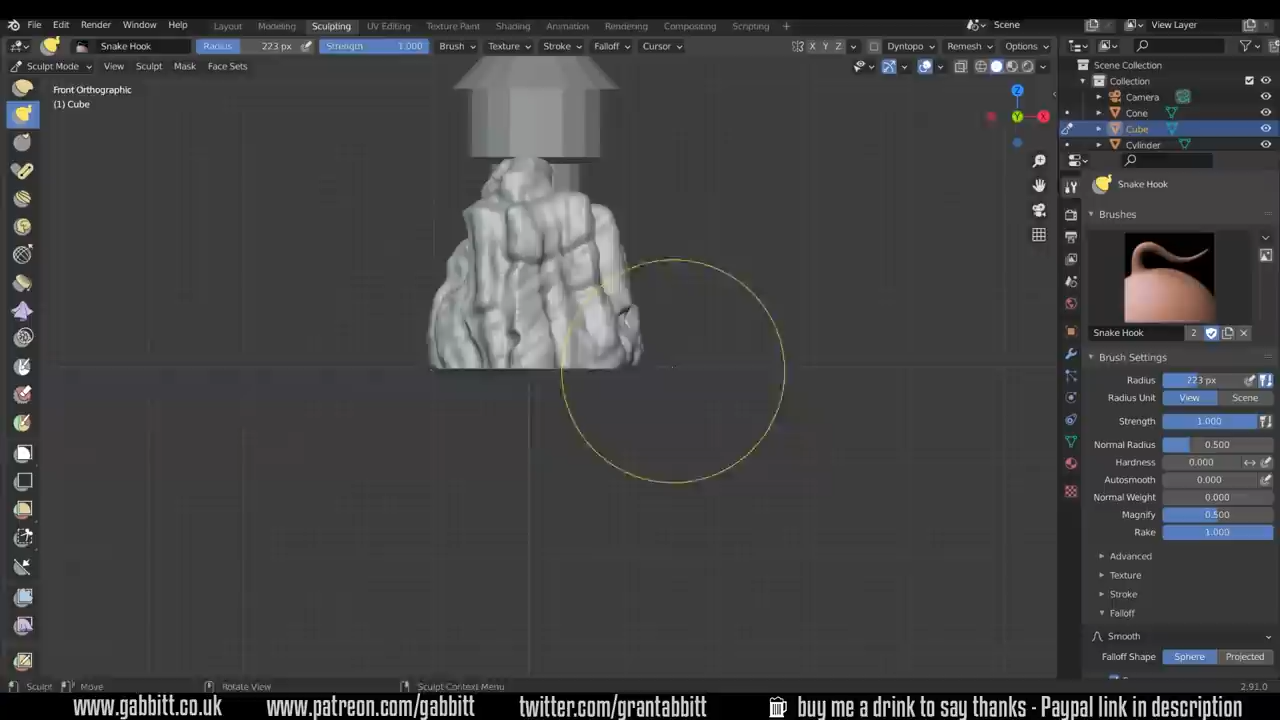 File Edit Render Window Help Layout Modeling Sculpting UV Editing Texture Paint Shading Animation Rendering Compositing Scripting + Scene View Layer
Snake Hook Radius 223 px Strength 1.000 Brush Texture Stroke Falloff Cursor X Y Z Dyntopo Remesh Options
Sculpt Mode View Sculpt Mask Face Sets
Scene Collection
Collection
Camera
Cone
Cube
Cylinder
Front Orthographic
(1) Cube
Z
Y
X
Snake Hook
Brushes
Snake Hook 2
Brush Settings
Radius 223 px
Radius Unit View Scene
Strength 1.000
Normal Radius 0.500
Hardness 0.000
Autosmooth 0.000
Normal Weight 0.000
Magnify 0.500
Rake 1.000
Advanced
Texture
Stroke
Falloff
Smooth
Falloff Shape Sphere Projected
Sculpt Move Rotate View Sculpt Context Menu 2.91.0
www.gabbitt.co.uk www.patreon.com/gabbitt twitter.com/grantabbitt buy me a drink to say thanks - Paypal link in description